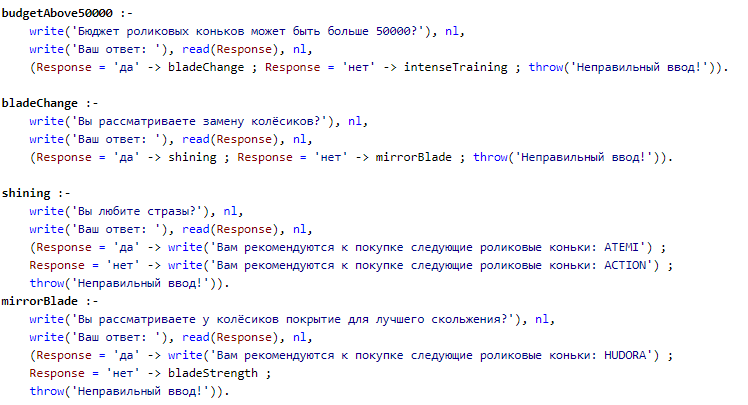 budgetAbove50000 :-
    write('Бюджет роликовых коньков может быть больше 50000?'), nl,
    write('Ваш ответ: '), read(Response), nl,
    (Response = 'да' -> bladeChange ; Response = 'нет' -> intenseTraining ; throw('Неправильный ввод!')).

bladeChange :-
    write('Вы рассматриваете замену колёсиков?'), nl,
    write('Ваш ответ: '), read(Response), nl,
    (Response = 'да' -> shining ; Response = 'нет' -> mirrorBlade ; throw('Неправильный ввод!')).

shining :-
    write('Вы любите стразы?'), nl,
    write('Ваш ответ: '), read(Response), nl,
    (Response = 'да' -> write('Вам рекомендуются к покупке следующие роликовые коньки: ATEMI') ;
    Response = 'нет' -> write('Вам рекомендуются к покупке следующие роликовые коньки: ACTION') ;
    throw('Неправильный ввод!')).
mirrorBlade :-
    write('Вы рассматриваете у колёсиков покрытие для лучшего скольжения?'), nl,
    write('Ваш ответ: '), read(Response), nl,
    (Response = 'да' -> write('Вам рекомендуются к покупке следующие роликовые коньки: HUDORA') ;
    Response = 'нет' -> bladeStrength ;
    throw('Неправильный ввод!')).